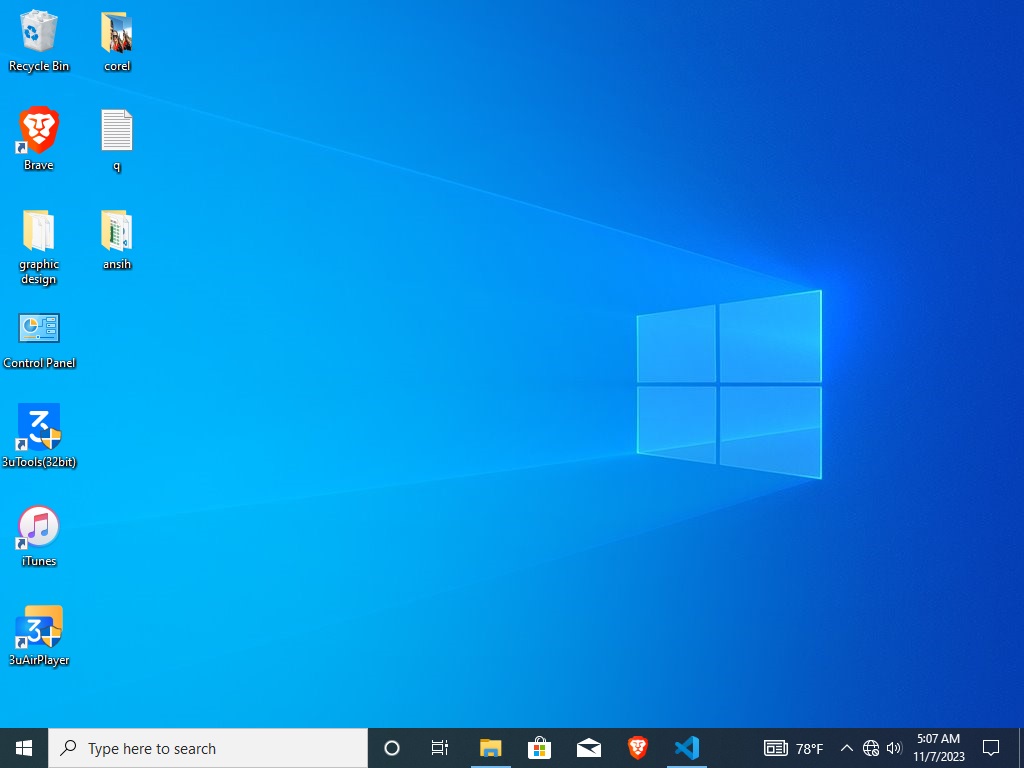 Recycle Bin
corel
Brave
q
graphic
design
ansih
Control Panel
3uTools(32bit)
iTunes
3uAirPlayer
Type here to search
78°F
5:07 AM
11/7/2023